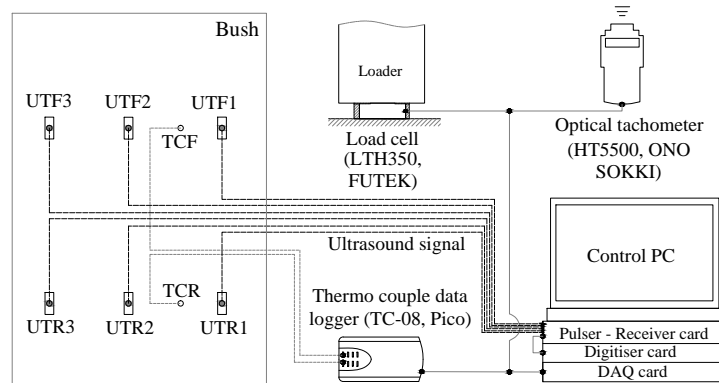 Bush
UTF3
UTF2
UTF1
TCF
Loader
Load cell
(LTH350,
FUTEK)
Optical tachometer
(HT5500, ONO
SOKKI)
Ultrasound signal
Control PC
TCR
UTR3
UTR2
UTR1
Thermo couple data
logger (TC-08, Pico)
Pulser - Receiver card
Digitiser card
DAQ card